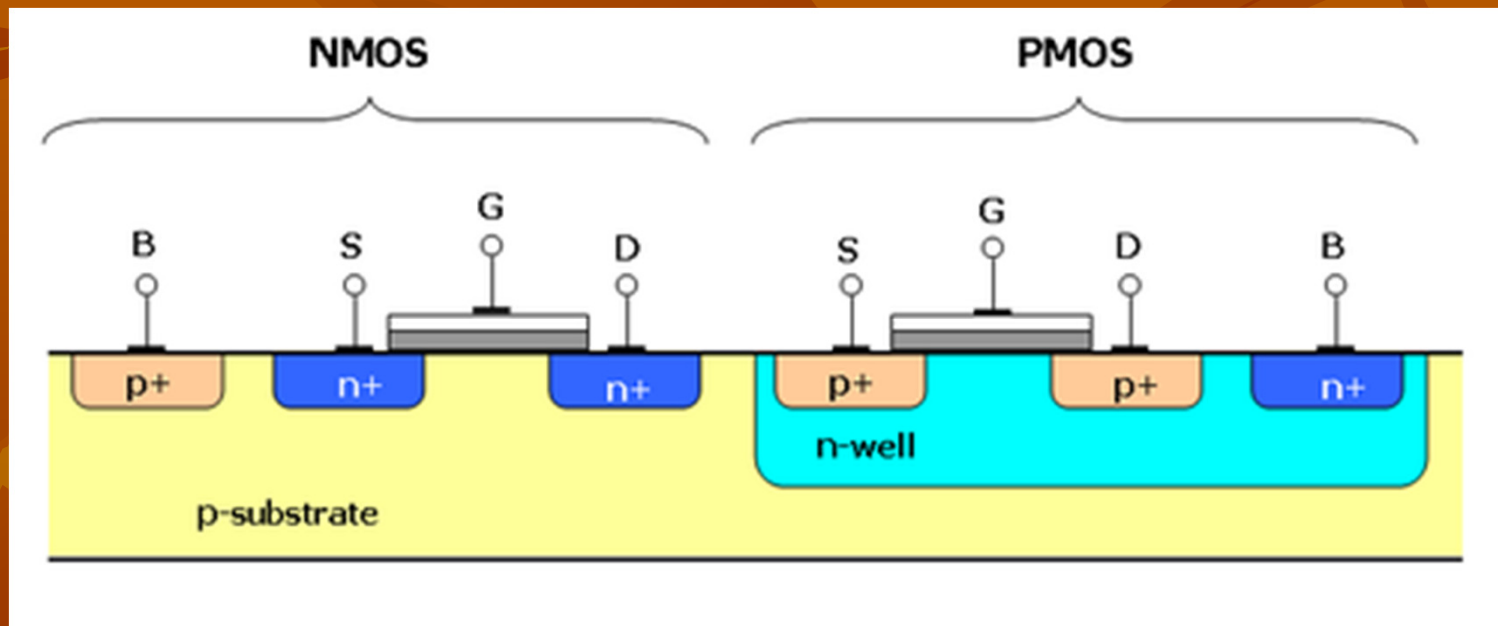 NMOS
PMOS
B
S
G
D
S
G
D
B
p+
n+
n+
p+
p+
n+
n-well
p-substrate